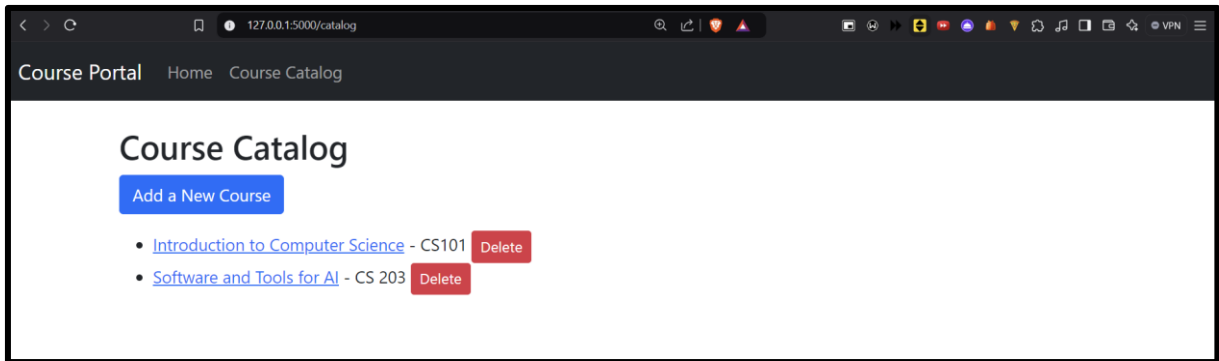 127.0.0.1:5000/catalog VPN
Course Portal Home Course Catalog
Course Catalog
Add a New Course
Introduction to Computer Science - CS101 Delete
Software and Tools for AI - CS 203 Delete